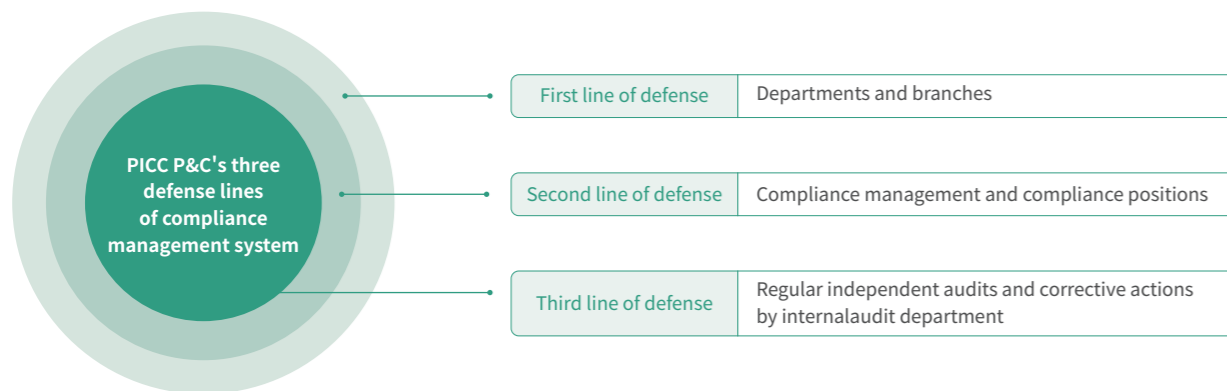 PICC P&C's three
defense lines
of compliance
management system
First line of defense
Departments and branches
Second line of defense
Compliance management and compliance positions
Third line of defense
Regular independent audits and corrective actions
by internalaudit department